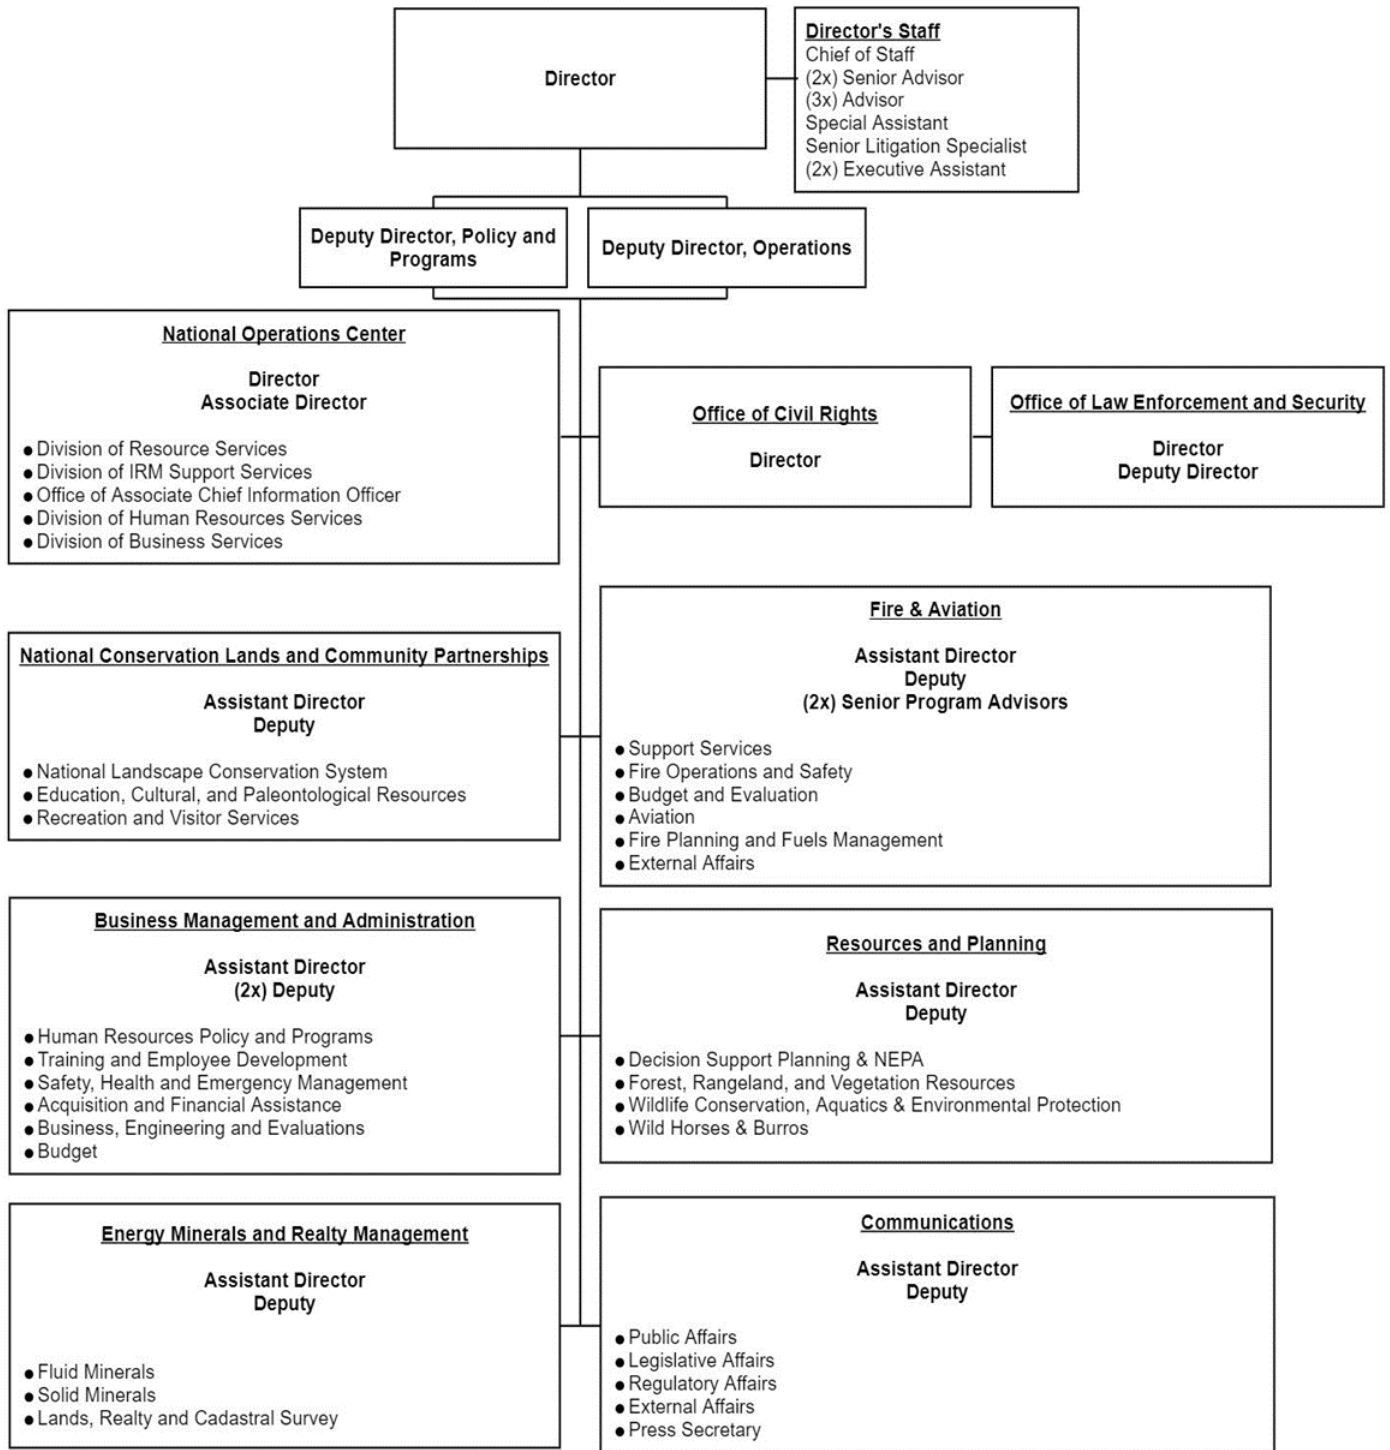 Director
Director's Staff
Chief of Staff
(2x) Senior Advisor
(3x) Advisor
Special Assistant
Senior Litigation Specialist
(2x) Executive Assistant
Deputy Director, Policy and
Programs
Deputy Director, Operations
National Operations Center
Director
Associate Director
● Division of Resource Services
● Division of IRM Support Services
● Office of Associate Chief Information Officer
● Division of Human Resources Services
● Division of Business Services
Office of Civil Rights
Director
Office of Law Enforcement and Security
Director
Deputy Director
National Conservation Lands and Community Partnerships
Assistant Director
Deputy
● National Landscape Conservation System
● Education, Cultural, and Paleontological Resources
● Recreation and Visitor Services
Fire & Aviation
Assistant Director
Deputy
(2x) Senior Program Advisors
● Support Services
● Fire Operations and Safety
● Budget and Evaluation
● Aviation
● Fire Planning and Fuels Management
● External Affairs
Business Management and Administration
Assistant Director
(2x) Deputy
● Human Resources Policy and Programs
● Training and Employee Development
● Safety, Health and Emergency Management
● Acquisition and Financial Assistance
● Business, Engineering and Evaluations
● Budget
Resources and Planning
Assistant Director
Deputy
● Decision Support Planning & NEPA
● Forest, Rangeland, and Vegetation Resources
● Wildlife Conservation, Aquatics & Environmental Protection
● Wild Horses & Burros
Energy Minerals and Realty Management
Assistant Director
Deputy
● Fluid Minerals
● Solid Minerals
● Lands, Realty and Cadastral Survey
Communications
Assistant Director
Deputy
● Public Affairs
● Legislative Affairs
● Regulatory Affairs
● External Affairs
● Press Secretary